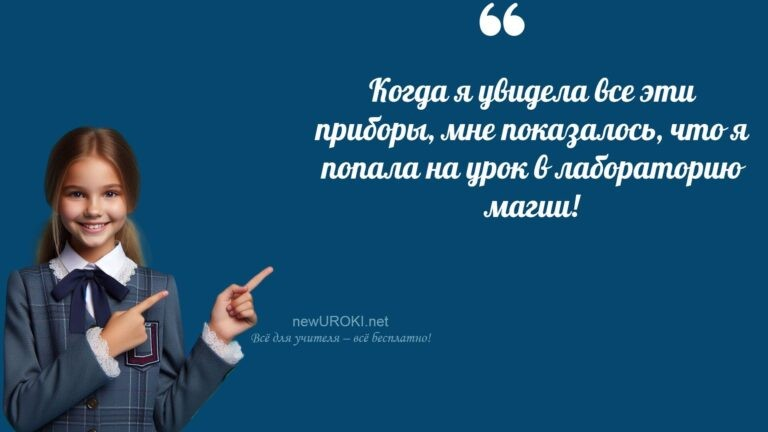 “
Когда я увидела все эти
приборы, мне показалось, что я
попала на урок в лабораторию
магии!
newUROKI.net
Всё для учителя – всё бесплатно!